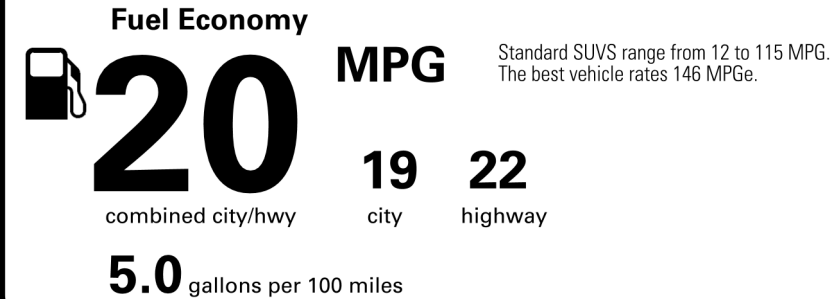 Fuel Economy
20 MPG
Standard SUVS range from 12 to 115 MPG.
The best vehicle rates 146 MPGe.
combined city/hwy
19 22
city highway
5.0 gallons per 100 miles